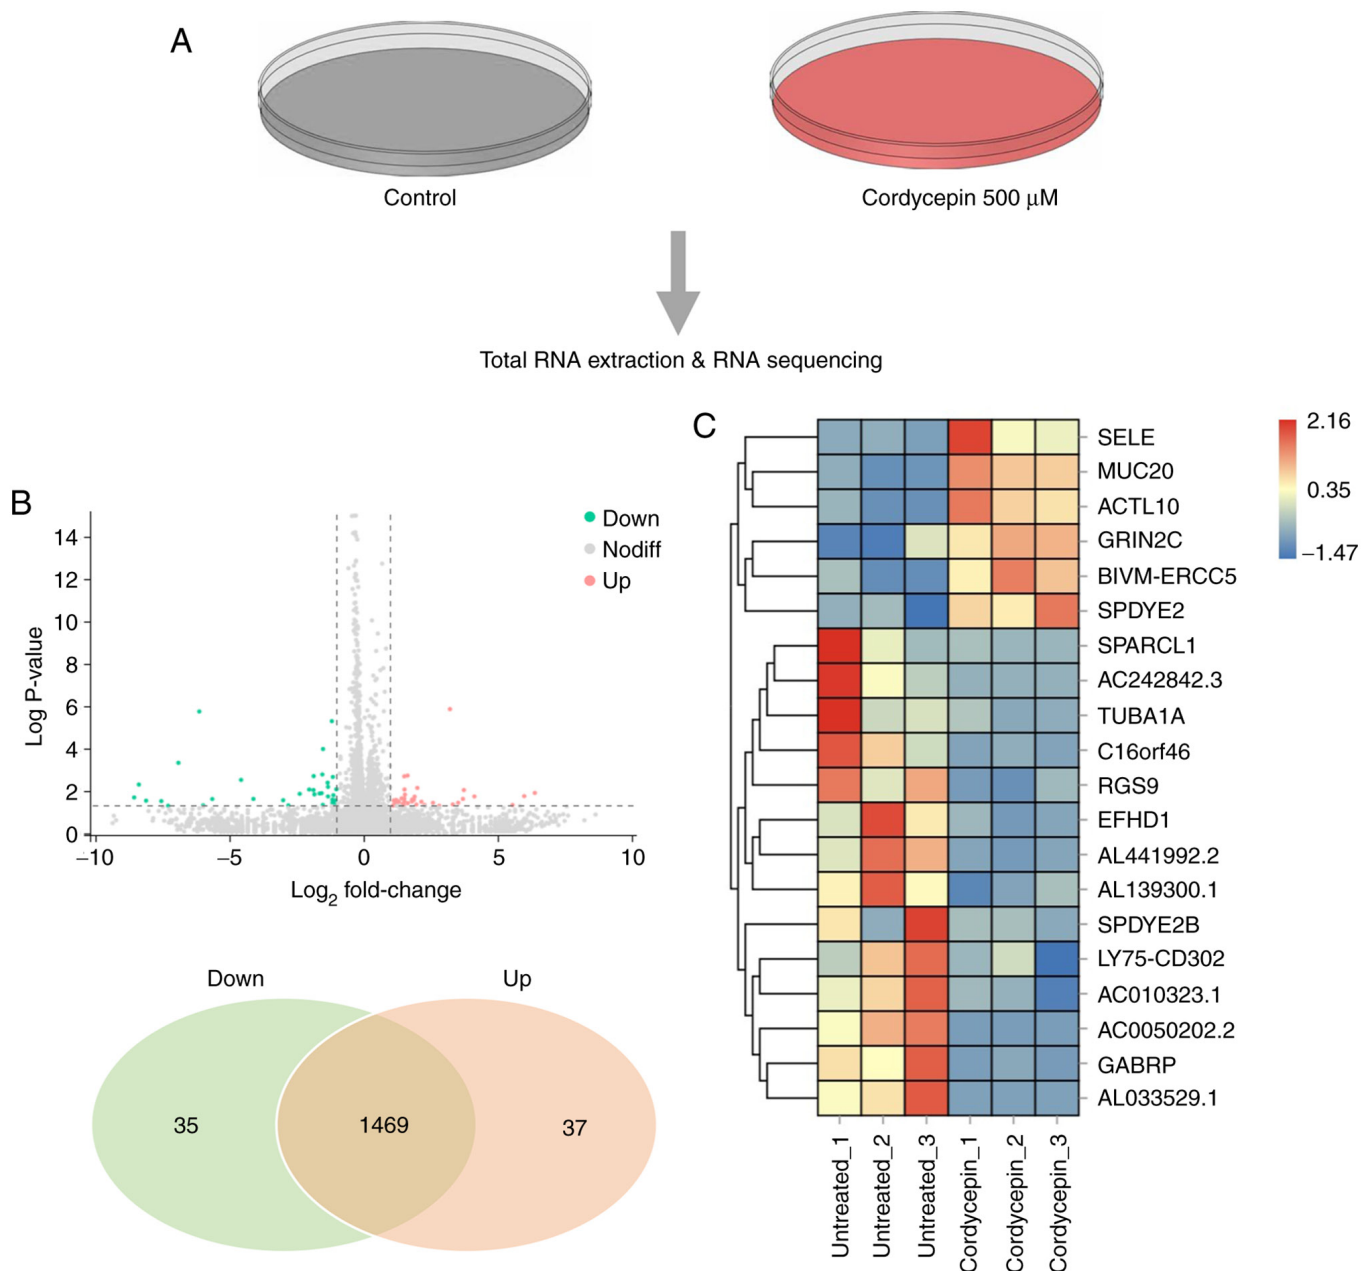 A
Control
Cordycepin 500 μM
Total RNA extraction & RNA sequencing
B
Log P-value
14
12
10
8
6
4
2
0
−10
−5
0
5
10
Log2 fold-change
Down
Nodiff
Up
Down
Up
35
1469
37
C
SELE
MUC20
ACTL10
GRIN2C
BIVM-ERCC5
SPDYE2
SPARCL1
AC242842.3
TUBA1A
C16orf46
RGS9
EFHD1
AL441992.2
AL139300.1
SPDYE2B
LY75-CD302
AC010323.1
AC0050202.2
GABRP
AL033529.1
2.16
0.35
−1.47
Untreated_1
Untreated_2
Untreated_3
Cordycepin_1
Cordycepin_2
Cordycepin_3